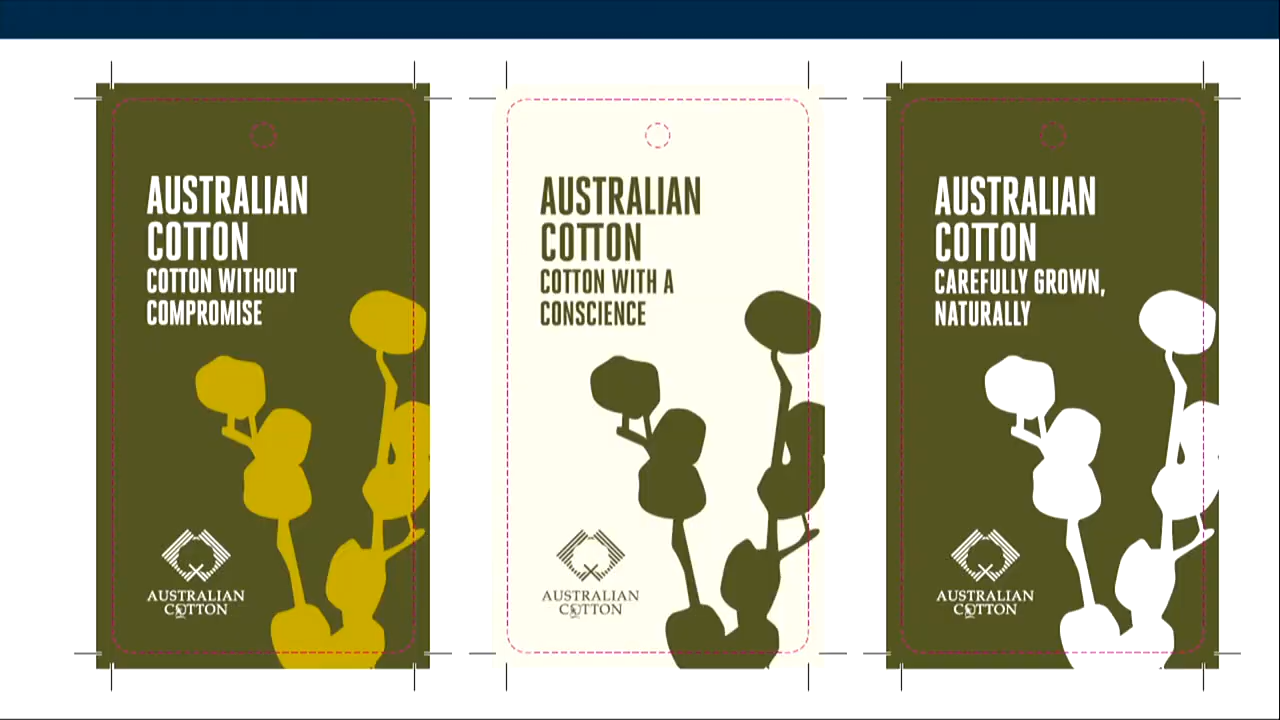 AUSTRALIAN
COTTON
COTTON WITHOUT
COMPROMISE
AUSTRALIAN
COTTON
AUSTRALIAN
COTTON
COTTON WITH A
CONSCIENCE
AUSTRALIAN
COTTON
AUSTRALIAN
COTTON
CAREFULLY GROWN,
NATURALLY
AUSTRALIAN
COTTON